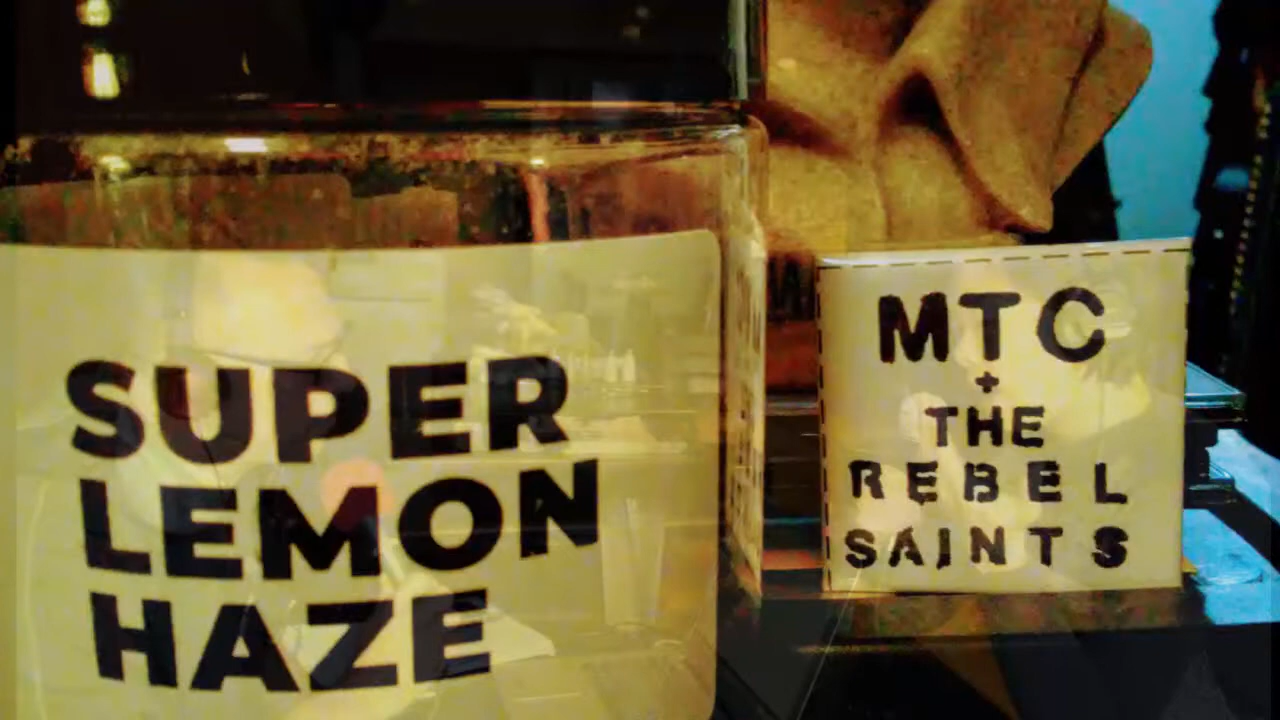 SUPER
LEMON
HAZE
MTC
+
THE
REBEL
SAINTS